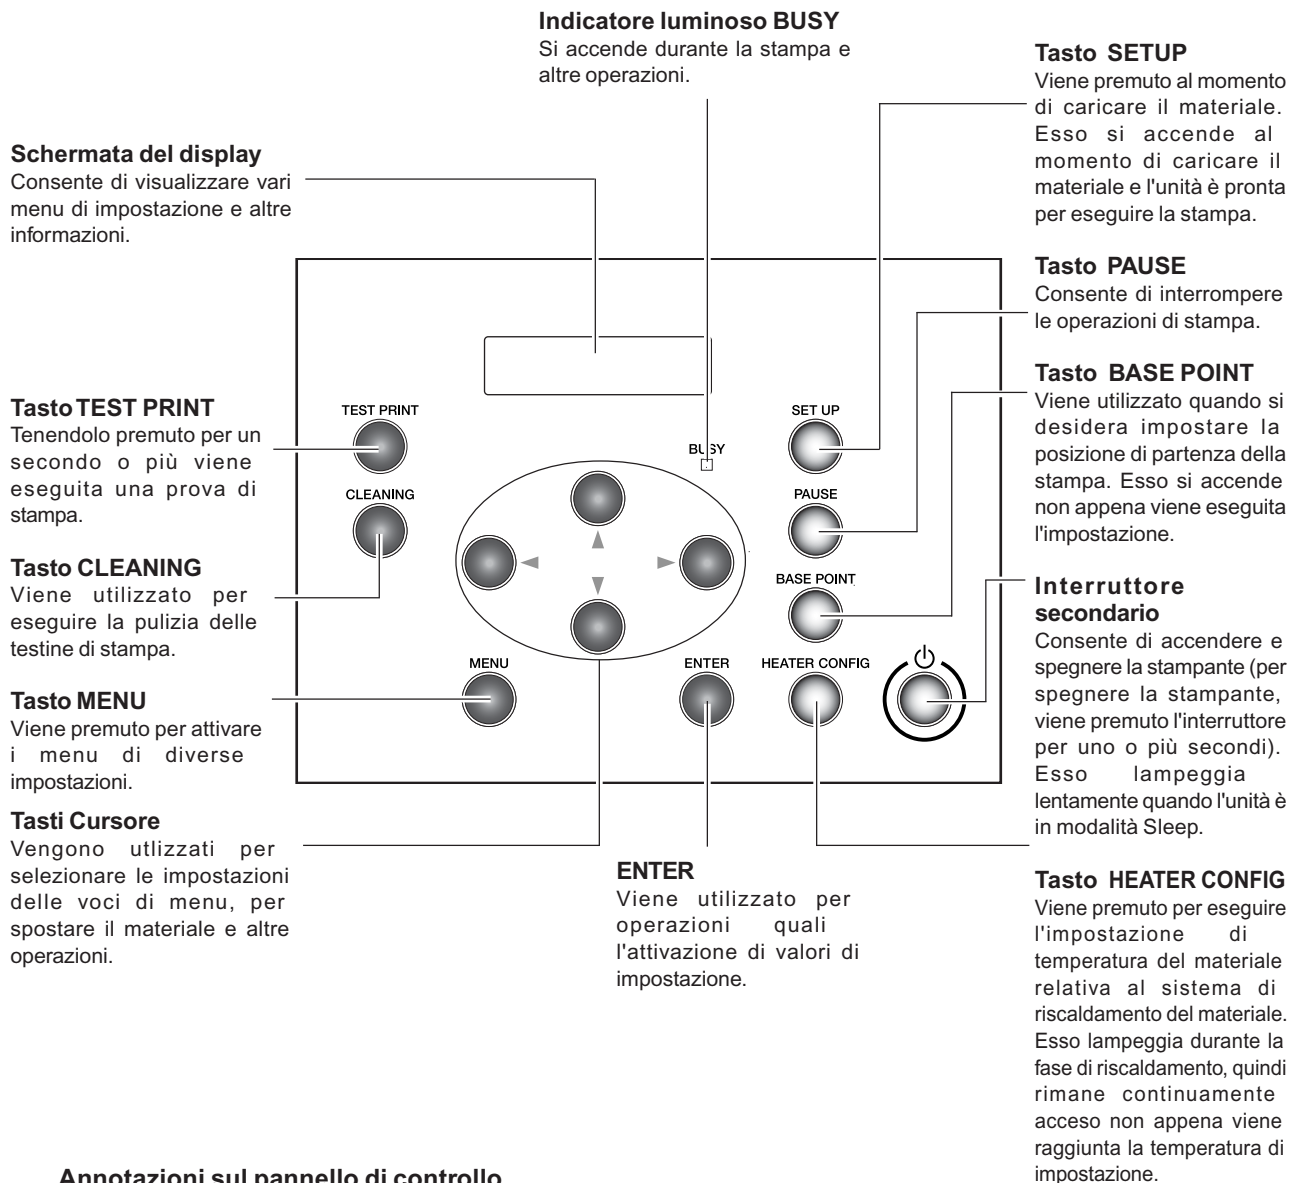 Indicatore luminoso BUSY
Si accende durante la stampa e
altre operazioni.
Tasto SETUP
Viene premuto al momento
di caricare il materiale.
Esso si accende al
momento di caricare il
materiale e l'unità è pronta
per eseguire la stampa.
Schermata del display
Consente di visualizzare vari
menu di impostazione e altre
informazioni.
Tasto PAUSE
Consente di interrompere
le operazioni di stampa.
Tasto BASE POINT
Viene utilizzato quando si
desidera impostare la
posizione di partenza della
stampa. Esso si accende
non appena viene eseguita
l'impostazione.
Tasto TEST PRINT
Tenendolo premuto per un
secondo o più viene
eseguita una prova di
stampa.
Tasto CLEANING
Viene utilizzato per
eseguire la pulizia delle
testine di stampa.
Tasto MENU
Viene premuto per attivare
i menu di diverse
impostazioni.
Tasti Cursore
Vengono utlizzati per
selezionare le impostazioni
delle voci di menu, per
spostare il materiale e altre
operazioni.
TEST PRINT
CLEANING
MENU
BUSY
ENTER
SET UP
PAUSE
BASE POINT
HEATER CONFIG
Interruttore
secondario
Consente di accendere e
spegnere la stampante (per
spegnere la stampante,
viene premuto l'interruttore
per uno o più secondi).
Esso lampeggia
lentamente quando l'unità è
in modalità Sleep.
ENTER
Viene utilizzato per
operazioni quali
l'attivazione di valori di
impostazione.
Tasto HEATER CONFIG
Viene premuto per eseguire
l'impostazione di
temperatura del materiale
relativa al sistema di
riscaldamento del materiale.
Esso lampeggia durante la
fase di riscaldamento, quindi
rimane continuamente
acceso non appena viene
raggiunta la temperatura di
impostazione.
Annotazioni sul pannello di controllo